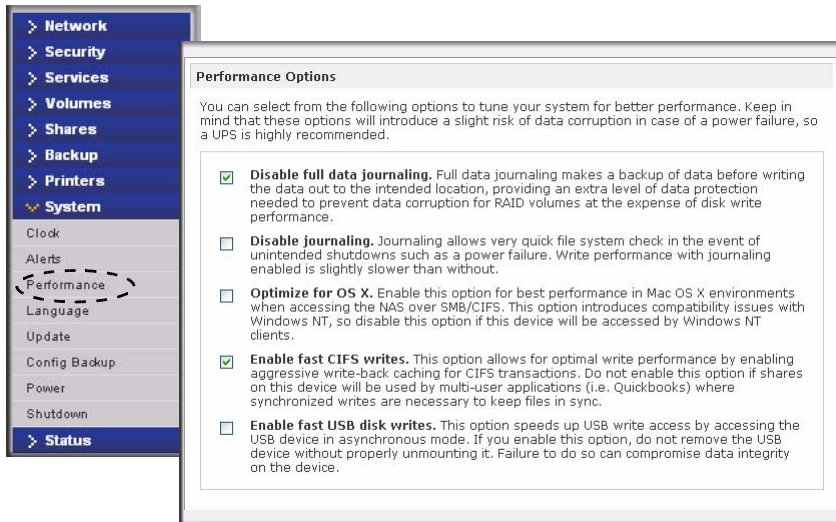 > Network
> Security
> Services
> Volumes
> Shares
> Backup
> Printers
System
Clock
Alerts
Performance
Language
Update
Config Backup
Power
Shutdown
> Status
Performance Options
You can select from the following options to tune your system for better performance. Keep in
mind that these options will introduce a slight risk of data corruption in case of a power failure, so
a UPS is highly recommended.
Disable full data journaling. Full data journaling makes a backup of data before writing
the data out to the intended location, providing an extra level of data protection
needed to prevent data corruption for RAID volumes at the expense of disk write
performance.
Disable journaling. Journaling allows very quick file system check in the event of
unintended shutdowns such as a power failure. Write performance with journaling
enabled is slightly slower than without.
Optimize for OS X. Enable this option for best performance in Mac OS X environments
when accessing the NAS over SMB/CIFS. This option introduces compatibility issues with
Windows NT, so disable this option if this device will be accessed by Windows NT
clients.
Enable fast CIFS writes. This option allows for optimal write performance by enabling
aggressive write-back caching for CIFS transactions. Do not enable this option if shares
on this device will be used by multi-user applications (i.e. Quickbooks) where
synchronized writes are necessary to keep files in sync.
Enable fast USB disk writes. This option speeds up USB write access by accessing the
USB device in asynchronous mode. If you enable this option, do not remove the USB
device without properly unmounting it. Failure to do so can compromise data integrity
on the device.